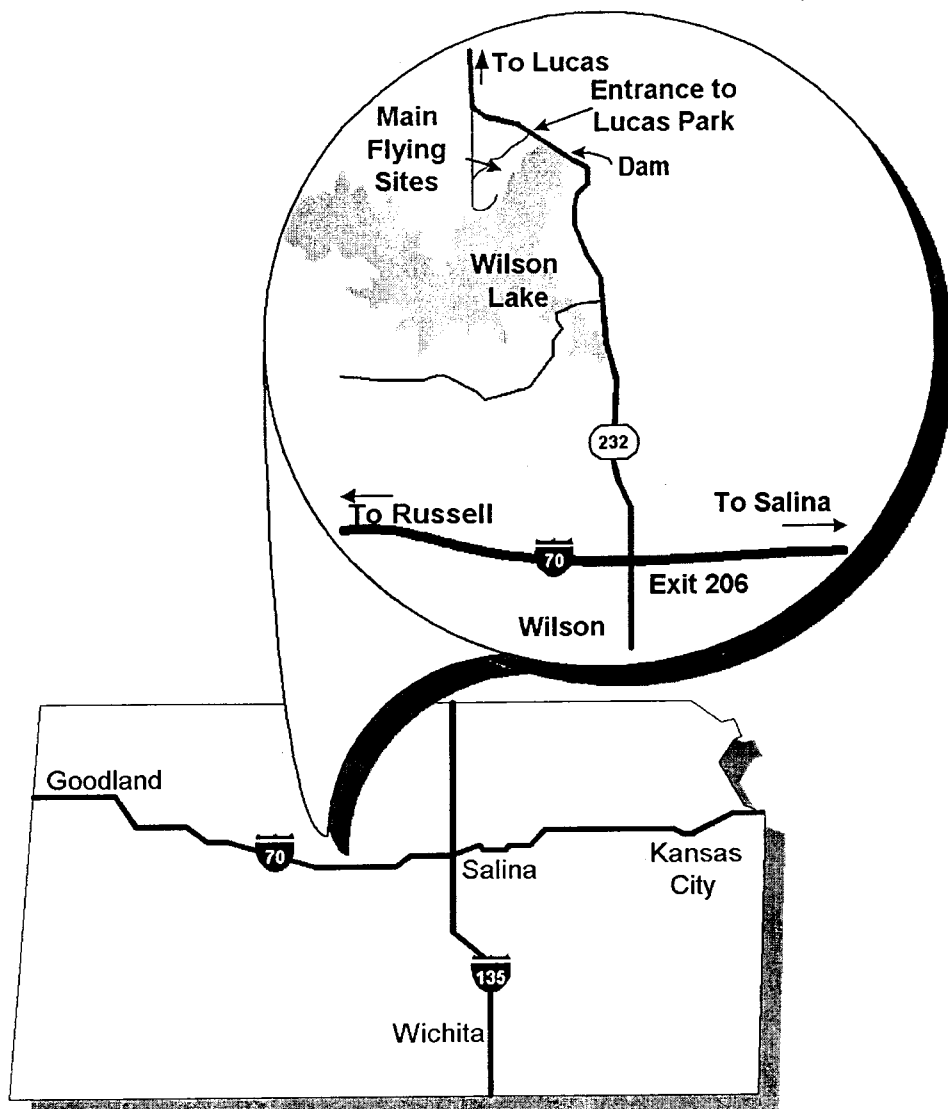 To Lucas
Entrance to
Lucas Park
Main
Flying
Sites
Dam
Wilson
Lake
232
To Russell
To Salina
70
Exit 206
Wilson
Goodland
70
Salina
Kansas
City
135
Wichita